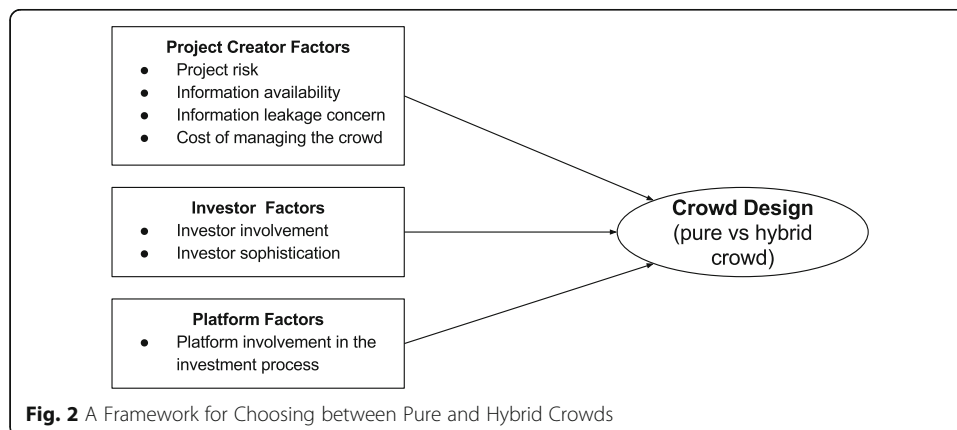 Project Creator Factors
● Project risk
● Information availability
● Information leakage concern
● Cost of managing the crowd
Investor Factors
● Investor involvement
● Investor sophistication
Platform Factors
● Platform involvement in the
investment process
Crowd Design
(pure vs hybrid
crowd)
Fig. 2 A Framework for Choosing between Pure and Hybrid Crowds